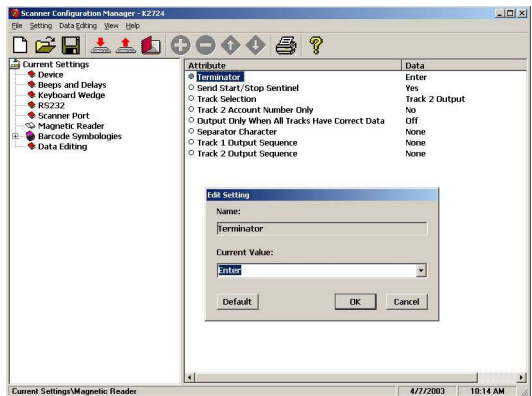 Scanner Configuration Manager - K2724
File Setting Data Editing View Help
Current Settings
Device
Beeps and Delays
Keyboard Wedge
RS232
Scanner Port
Magnetic Reader
Barcode Symbologies
Data Editing
Attribute Data
Terminator Enter
Send Start/Stop Sentinel Yes
Track Selection Track 2 Output
Track 2 Account Number Only No
Output Only When All Tracks Have Correct Data Off
Separator Character None
Track 1 Output Sequence None
Track 2 Output Sequence None
Edit Setting
Name:
Terminator
Current Value:
Enter
Default OK Cancel
Current Settings\Magnetic Reader 4/7/2003 10:14 AM